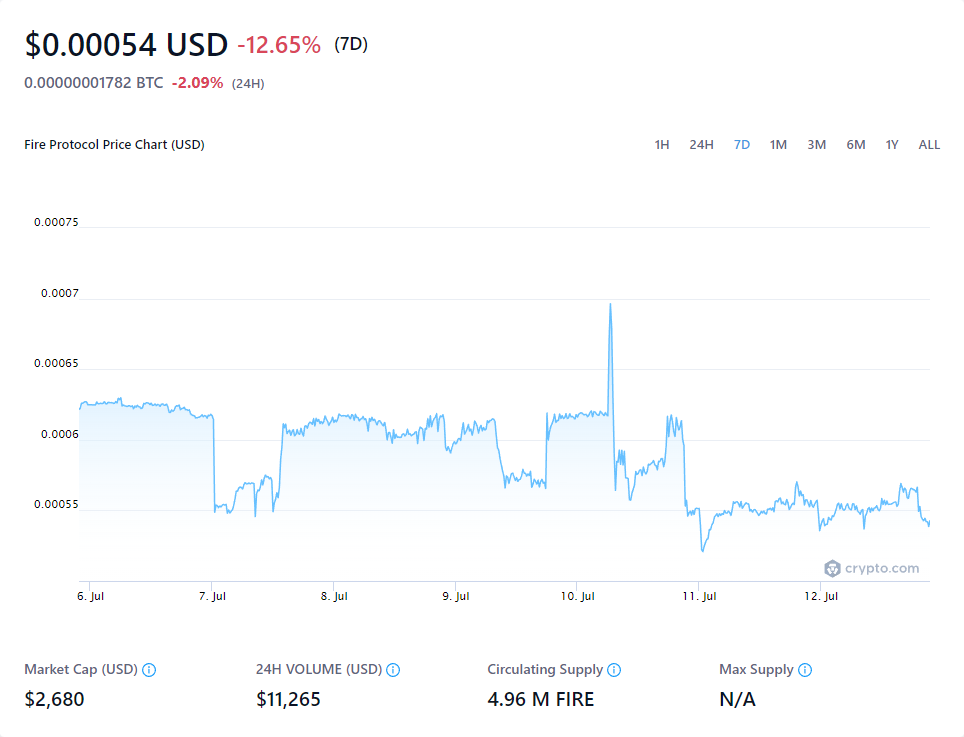 $0.00054 USD -12.65% (7D)
0.00000001782 BTC -2.09% (24H)
Fire Protocol Price Chart (USD) 1H 24H 7D 1M 3M 6M 1Y ALL
0.00075
0.0007
0.00065
0.0006
0.00055
crypto.com
6. Jul 7. Jul 8. Jul 9. Jul 10. Jul 11. Jul 12. Jul
Market Cap (USD) 24H VOLUME (USD) Circulating Supply Max Supply
$2,680 $11,265 4.96 M FIRE N/A